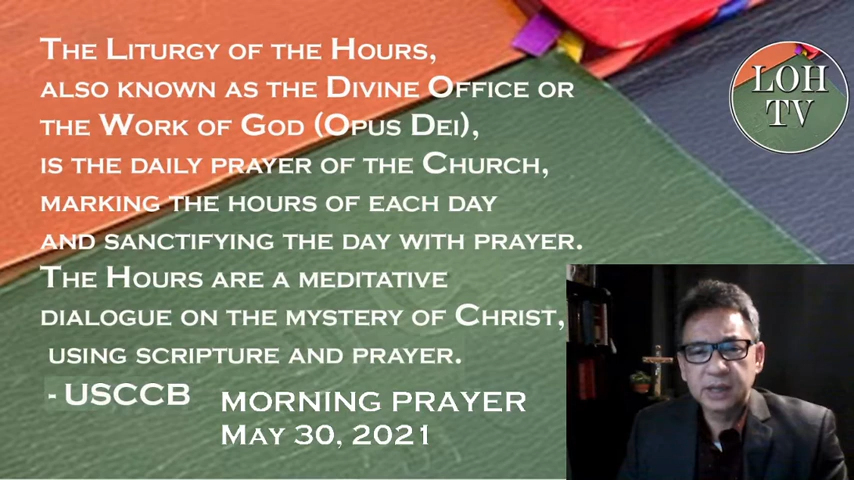 The Liturgy of the Hours,
also known as the Divine Office or
the Work of God (Opus Dei),
is the daily prayer of the Church,
marking the hours of each day
and sanctifying the day with prayer.
The Hours are a meditative
dialogue on the mystery of Christ,
using scripture and prayer.
- USCCB
MORNING PRAYER
May 30, 2021
LOH
TV